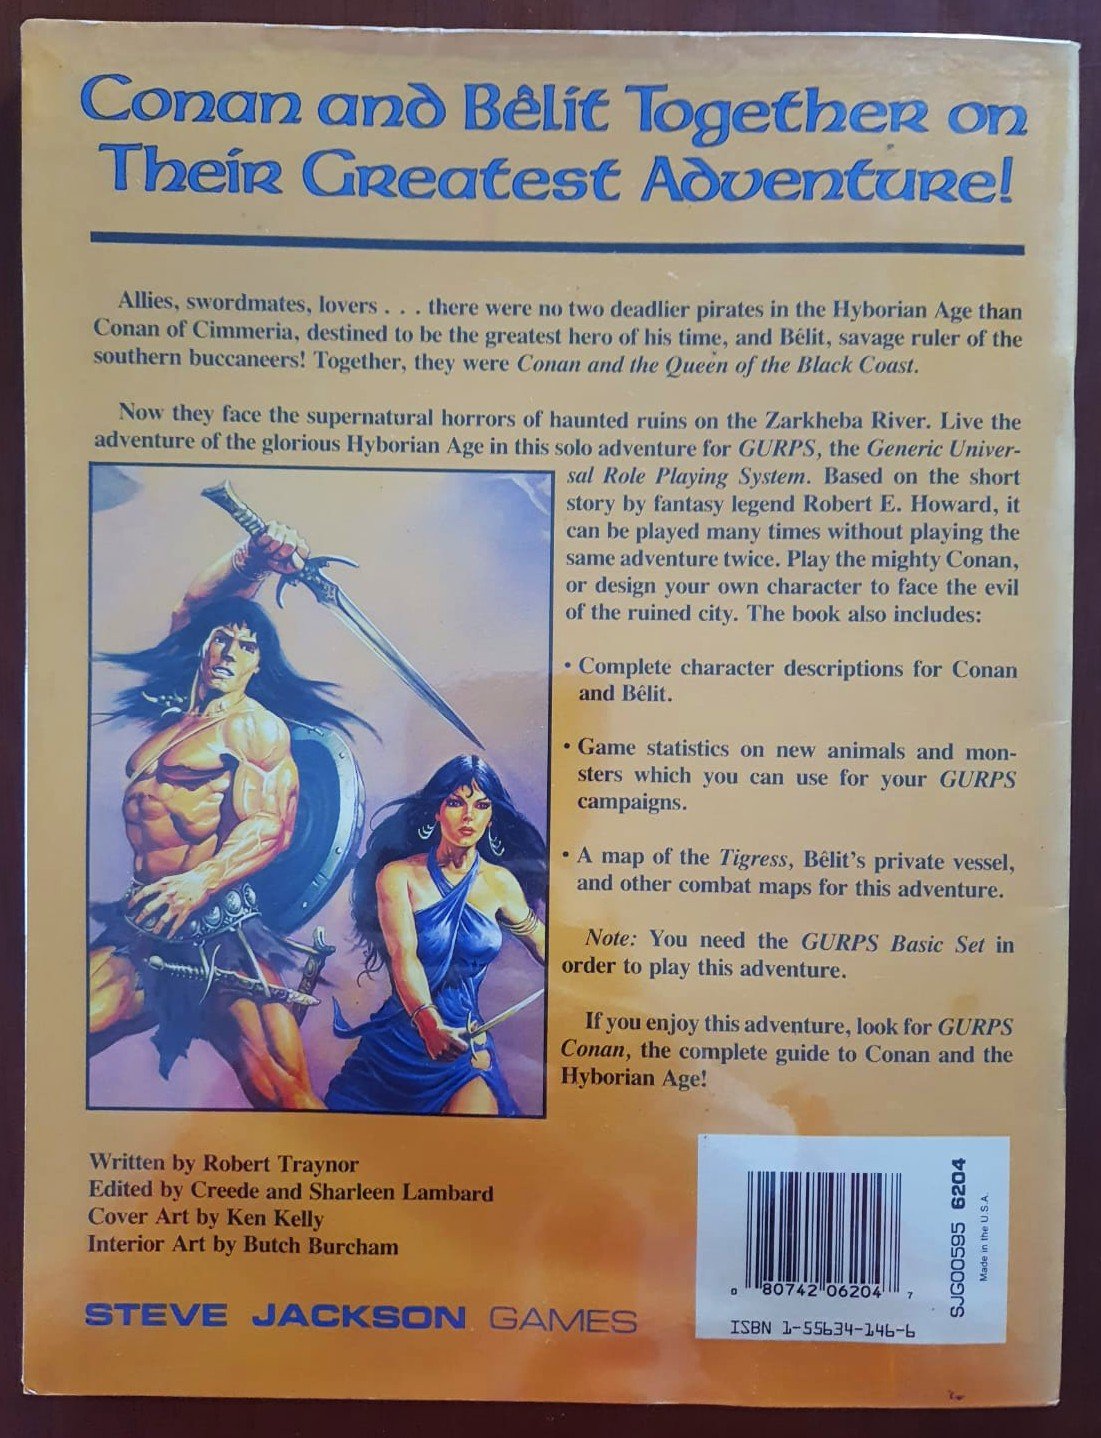 Conan and Bêlit Together on
Their Greatest Adventure!
Allies, swordmates, lovers . . . there were no two deadlier pirates in the Hyborian Age than
Conan of Cimmeria, destined to be the greatest hero of his time, and Bêlit, savage ruler of the
southern buccaneers! Together, they were Conan and the Queen of the Black Coast.
Now they face the supernatural horrors of haunted ruins on the Zarkheba River. Live the
adventure of the glorious Hyborian Age in this solo adventure for GURPS, the Generic Univer-
sal Role Playing System. Based on the short
story by fantasy legend Robert E. Howard, it
can be played many times without playing the
same adventure twice. Play the mighty Conan,
or design your own character to face the evil
of the ruined city. The book also includes:
• Complete character descriptions for Conan
and Bêlit.
• Game statistics on new animals and mon-
sters which you can use for your GURPS
campaigns.
• A map of the Tigress, Bêlit's private vessel,
and other combat maps for this adventure.
Note: You need the GURPS Basic Set in
order to play this adventure.
If you enjoy this adventure, look for GURPS
Conan, the complete guide to Conan and the
Hyborian Age!
Written by Robert Traynor
Edited by Creede and Sharleen Lambard
Cover Art by Ken Kelly
Interior Art by Butch Burcham
STEVE JACKSON GAMES
0 80742 06204 7
ISBN 1-55634-146-6
SJG00595 6204
Made in the U.S.A.